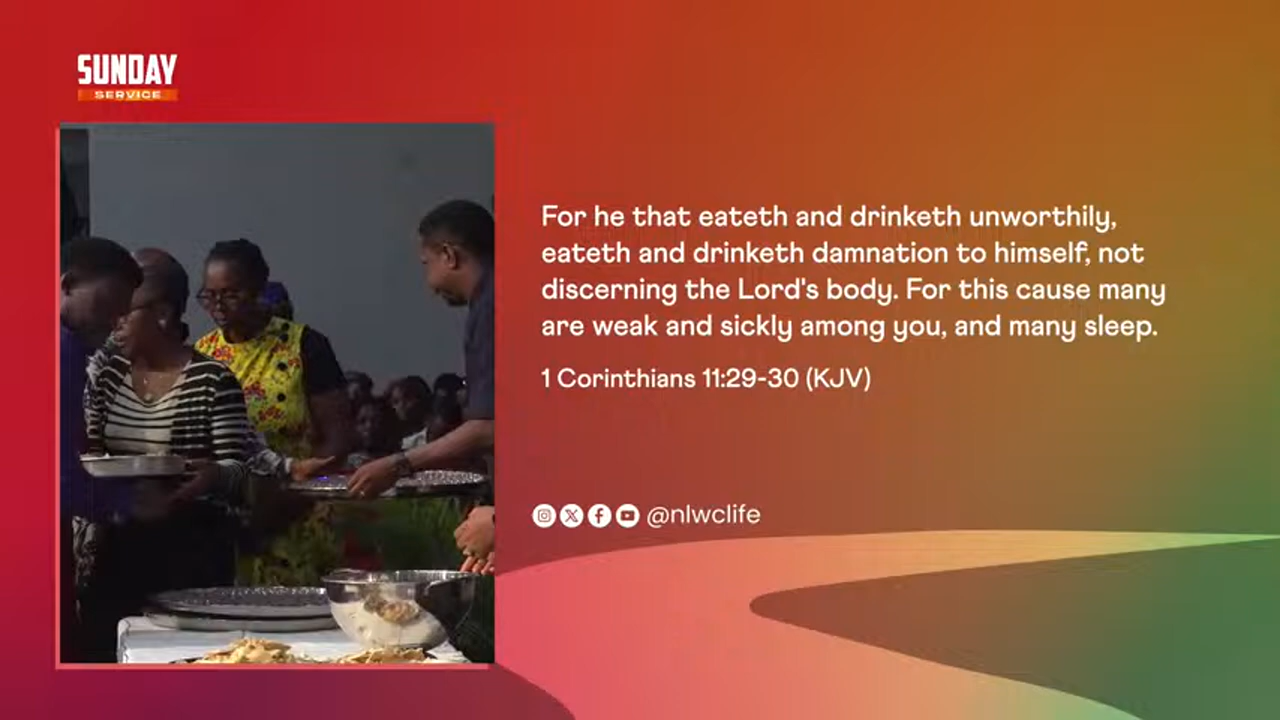 SUNDAY
SERVICE
For he that eateth and drinketh unworthily,
eateth and drinketh damnation to himself, not
discerning the Lord's body. For this cause many
are weak and sickly among you, and many sleep.
1 Corinthians 11:29-30 (KJV)
@nlwclife